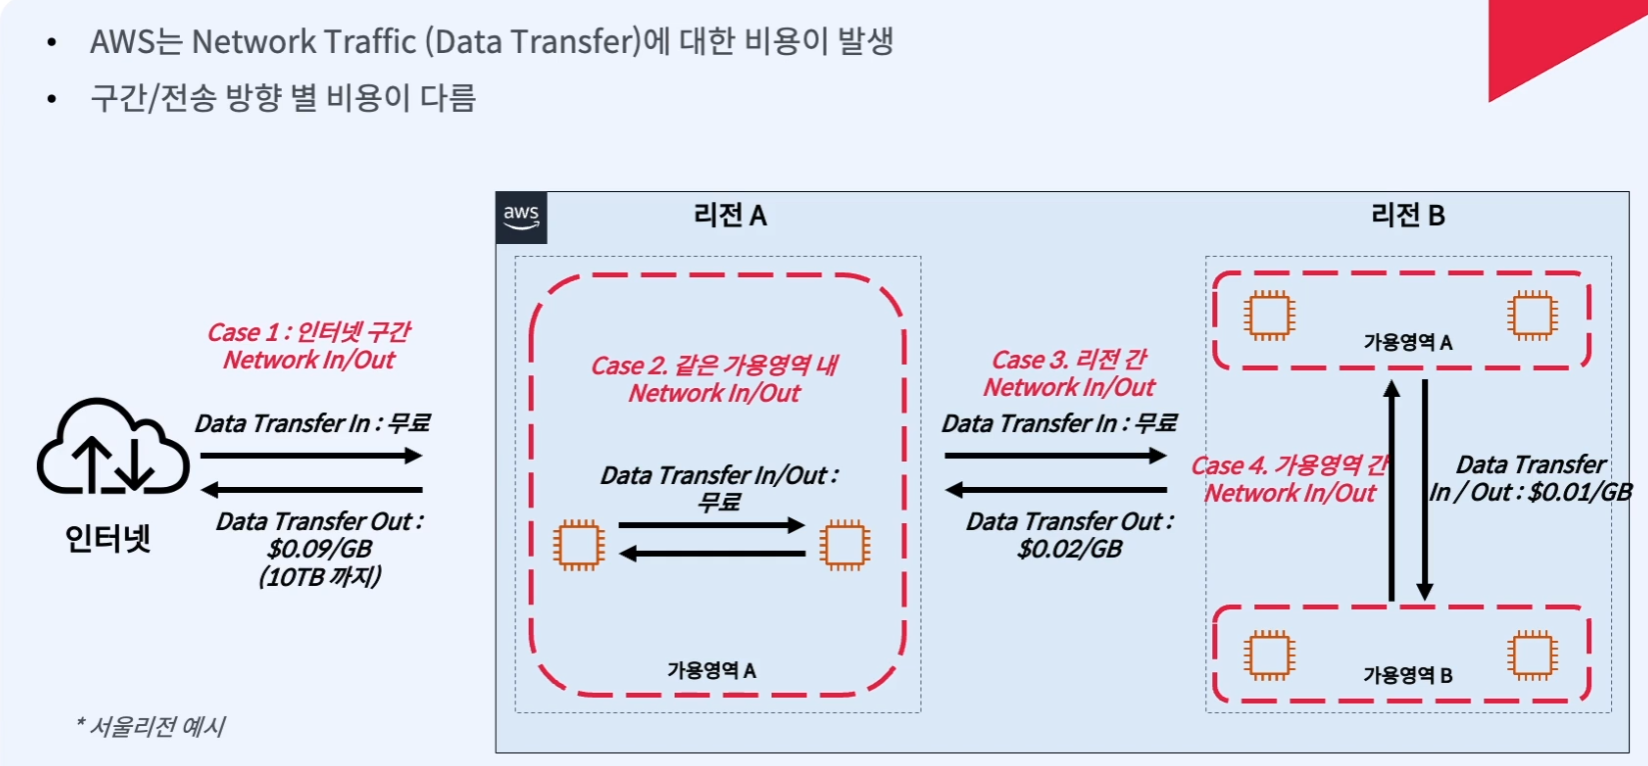 • AWS는 Network Traffic (Data Transfer)에 대한 비용이 발생
• 구간/전송 방향 별 비용이 다름
aws
리전 A
리전 B
Case 1 : 인터넷 구간
Network In/Out
Data Transfer In : 무료
인터넷
Data Transfer Out :
$0.09/GB
(10TB 까지)
Case 2. 같은 가용영역 내
Network In/Out
Data Transfer In/Out :
무료
가용영역 A
Case 3. 리전 간
Network In/Out
Data Transfer In : 무료
Data Transfer Out :
$0.02/GB
가용영역 A
Case 4. 가용영역 간
Network In/Out
Data Transfer
In / Out : $0.01/GB
가용영역 B
* 서울리전 예시